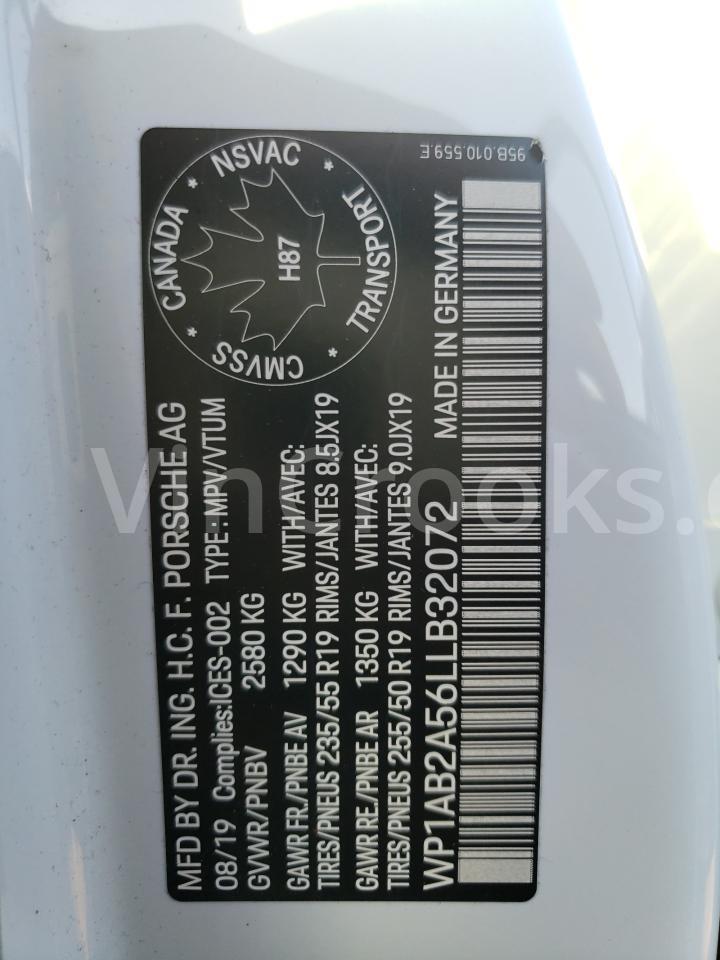 MFD BY DR. ING. H.C. F. PORSCHE AG
08/19 Complies:ICES-002 TYPE: MPV/VTUM
GVWR/PNBV 2580 KG
GAWR FR./PNBE AV 1290 KG WITH/AVEC:
TIRES/PNEUS 235/55 R19 RIMS/JANTES 8.5JX19
GAWR RE./PNBE AR 1350 KG WITH/AVEC:
TIRES/PNEUS 255/50 R19 RIMS/JANTES 9.0JX19
WP1AB2A56LLB32072 MADE IN GERMANY
CANADA * NSVAC * TRANSPORT * CMVSS *
H87
95B.010.559.E
VinCrooks.c